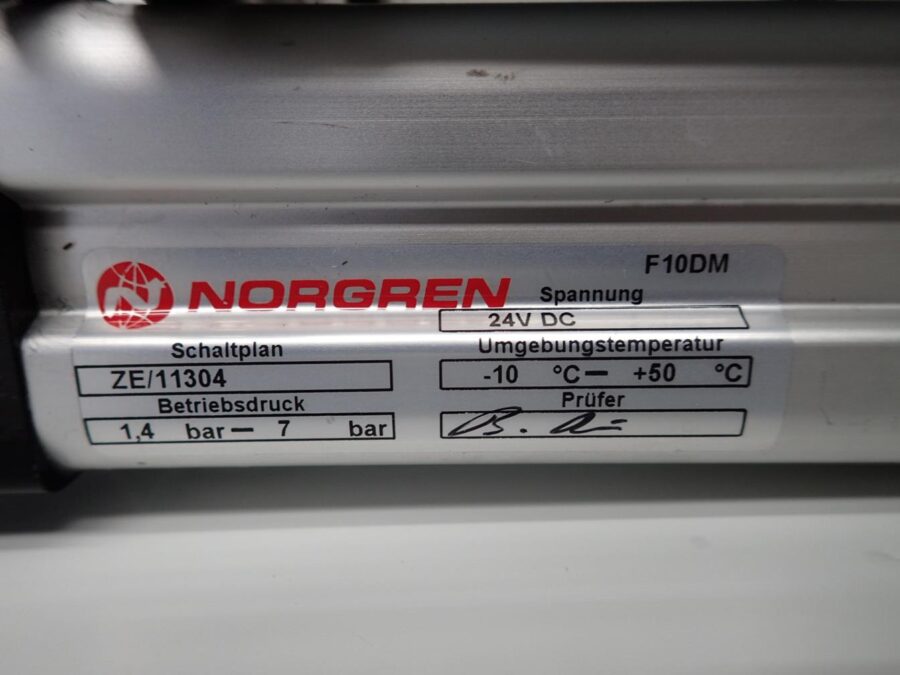 F10DM
NORGREN
Spannung
24V DC
Schaltplan
Umgebungstemperatur
ZE/11304
-10 °C – +50 °C
Betriebsdruck
Prüfer
1,4 bar – 7 bar